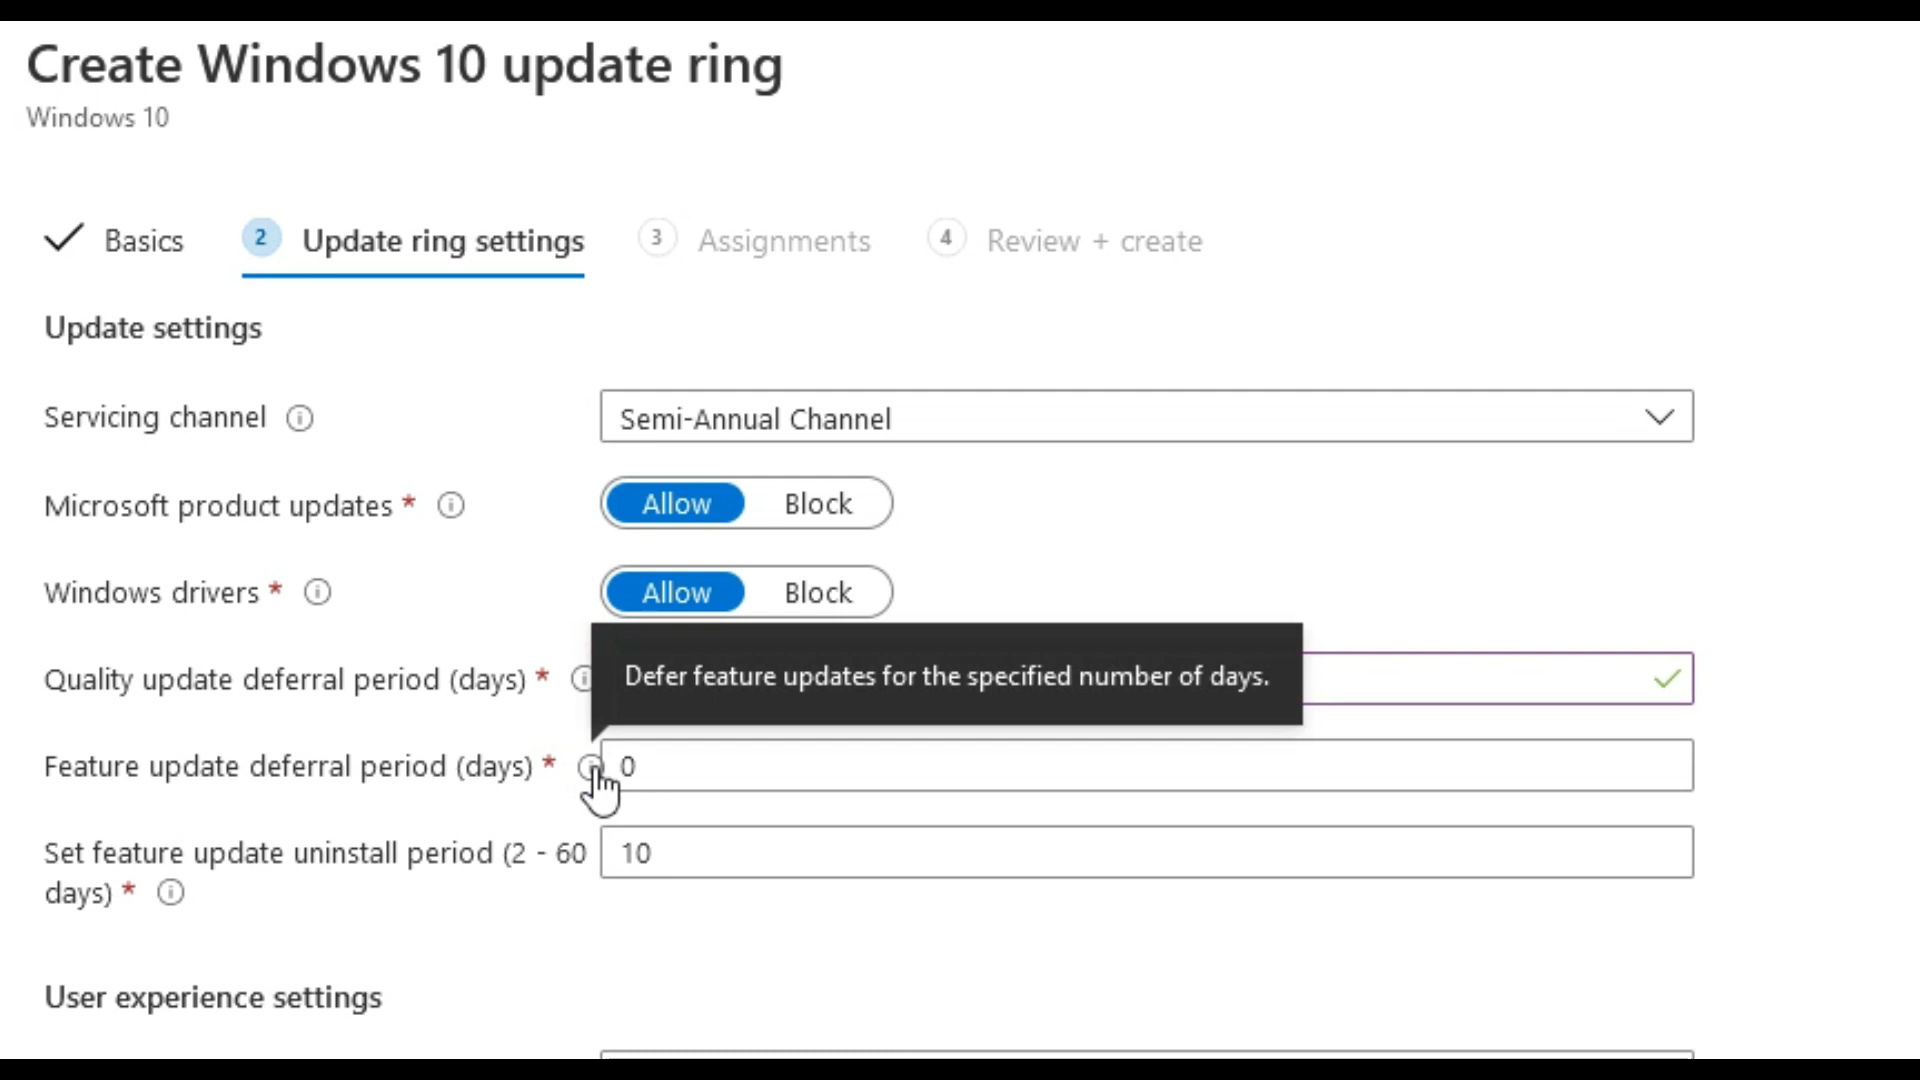 Create Windows 10 update ring
Windows 10
Basics
2 Update ring settings
3 Assignments
4 Review + create
Update settings
Servicing channel
Semi-Annual Channel
Microsoft product updates *
Allow Block
Windows drivers *
Allow Block
Quality update deferral period (days) *
Defer feature updates for the specified number of days.
Feature update deferral period (days) *
0
Set feature update uninstall period (2 - 60
days) *
10
User experience settings